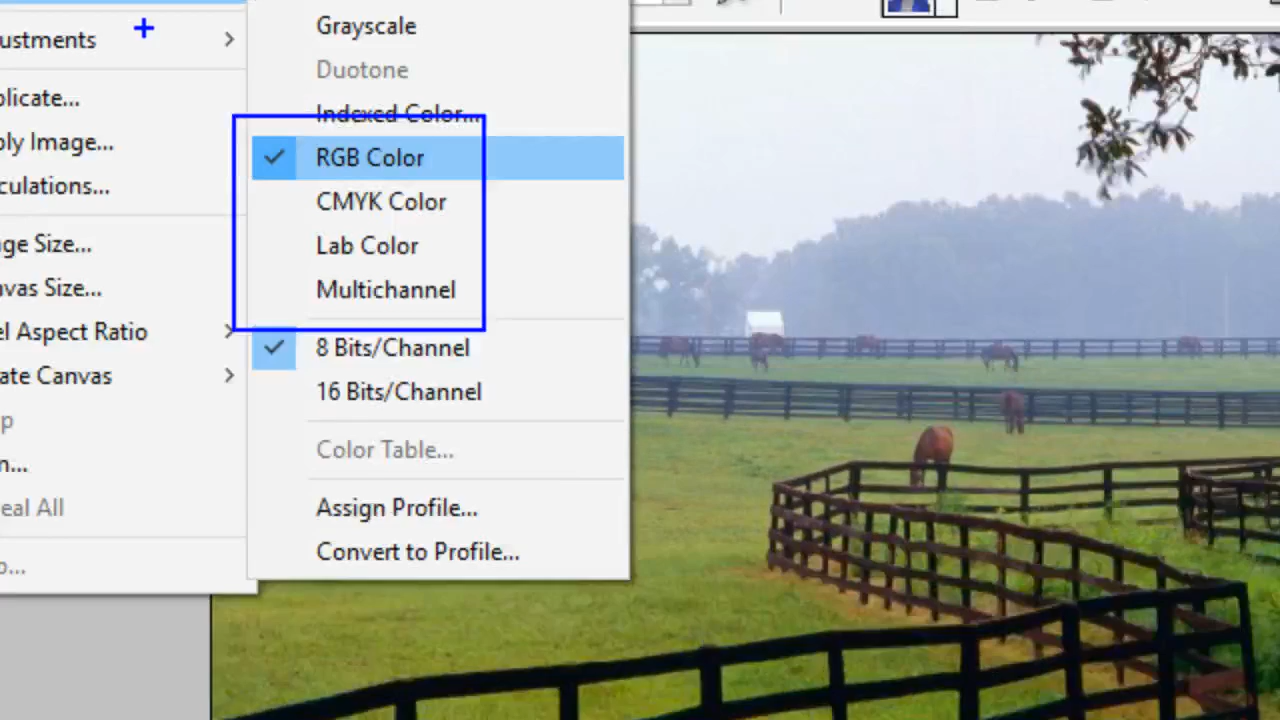 ustments
plicate...
ply Image...
culations...
ge Size...
vas Size...
el Aspect Ratio
ate Canvas
p
n...
eal All
o...
Grayscale
Duotone
Indexed Color...
RGB Color
CMYK Color
Lab Color
Multichannel
8 Bits/Channel
16 Bits/Channel
Color Table...
Assign Profile...
Convert to Profile...